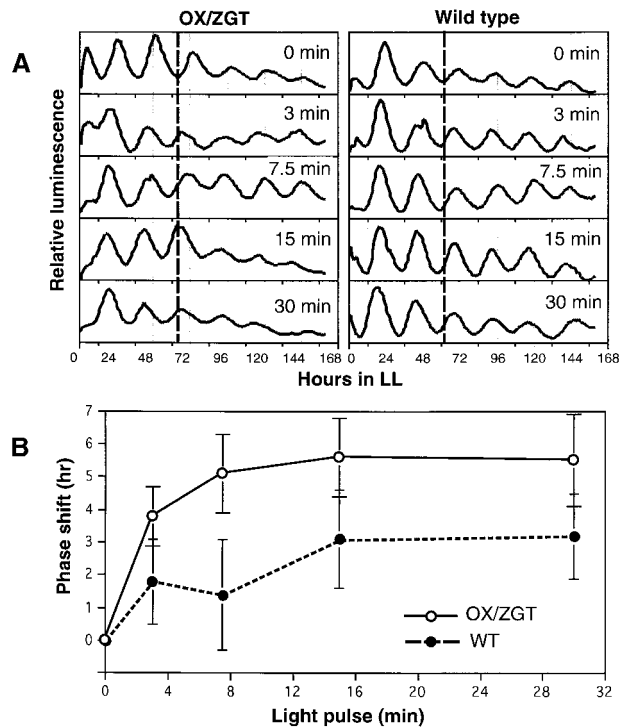 OX/ZGT
Wild type
A
Relative luminescence
0 min
3 min
7.5 min
15 min
30 min
0 min
3 min
7.5 min
15 min
30 min
0 24 48 72 96 120 144 168
24 48 72 96 120 144 168
Hours in LL
B
Phase shift (hr)
7
6
5
4
3
2
1
0
OX/ZGT
WT
0 4 8 12 16 20 24 28 32
Light pulse (min)